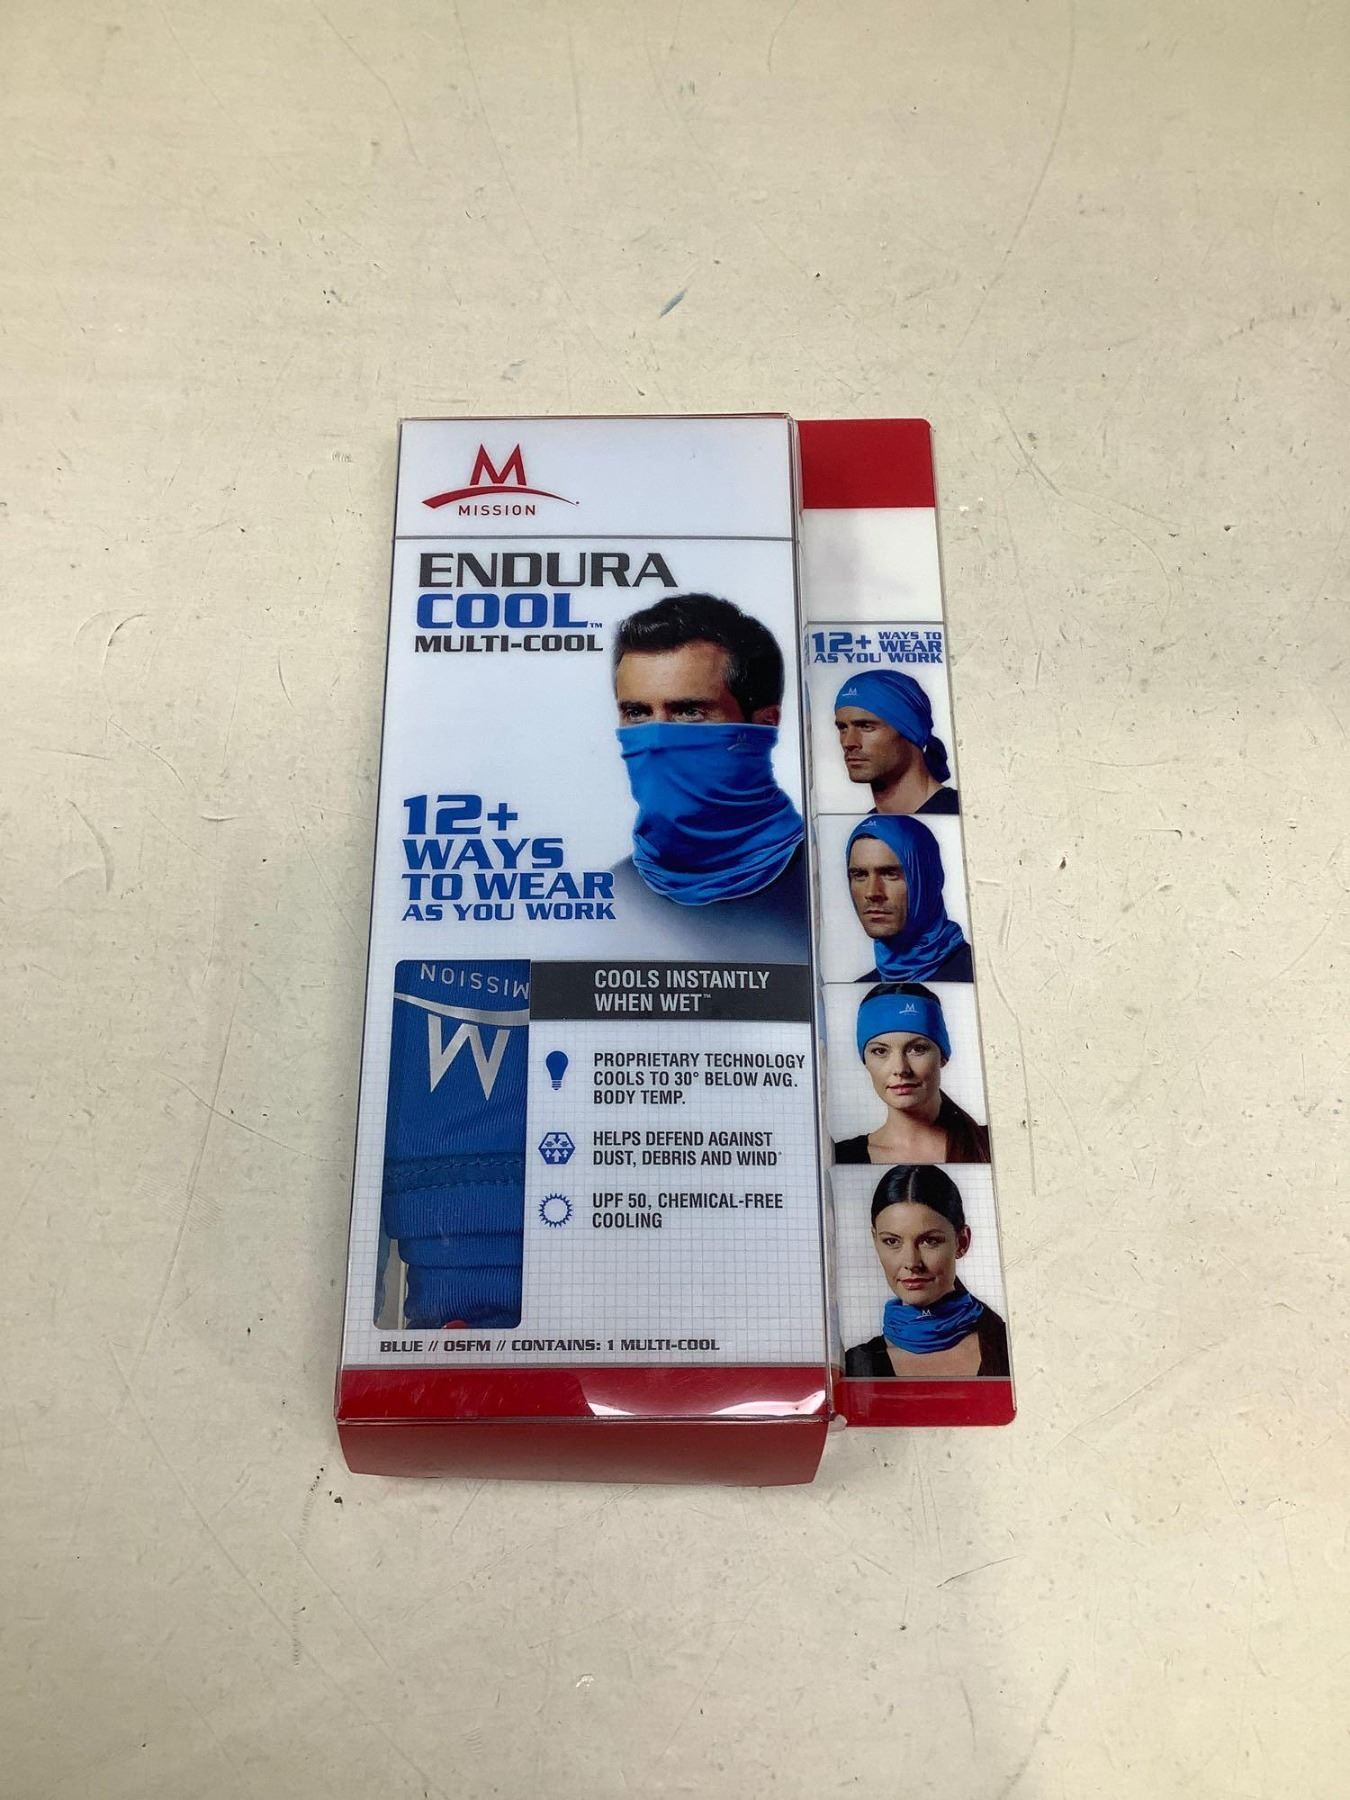 M
MISSION
ENDURA
COOL™
MULTI-COOL
12+
WAYS
TO WEAR
AS YOU WORK
MISSION
M
COOLS INSTANTLY
WHEN WET™
PROPRIETARY TECHNOLOGY
COOLS TO 30° BELOW AVG.
BODY TEMP.
HELPS DEFEND AGAINST
DUST, DEBRIS AND WIND*
UPF 50, CHEMICAL-FREE
COOLING
BLUE // OSFM // CONTAINS: 1 MULTI-COOL
12+ WAYS TO
WEAR
AS YOU WORK